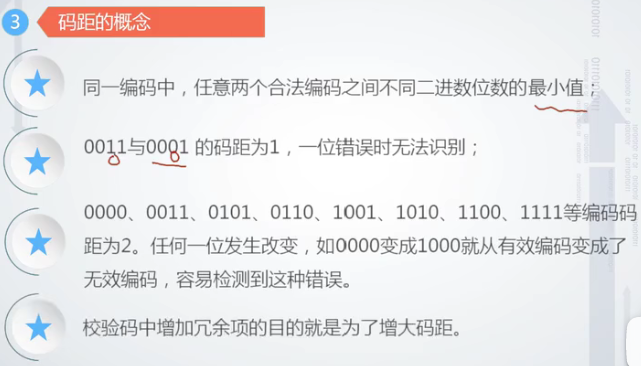 3 码距的概念
同一编码中，任意两个合法编码之间不同二进数位数的最小值；
0011与0001 的码距为1，一位错误时无法识别；
0000、0011、0101、0110、1001、1010、1100、1111等编码码
距为2。任何一位发生改变，如0000变成1000就从有效编码变成了
无效编码，容易检测到这种错误。
校验码中增加冗余项的目的就是为了增大码距。